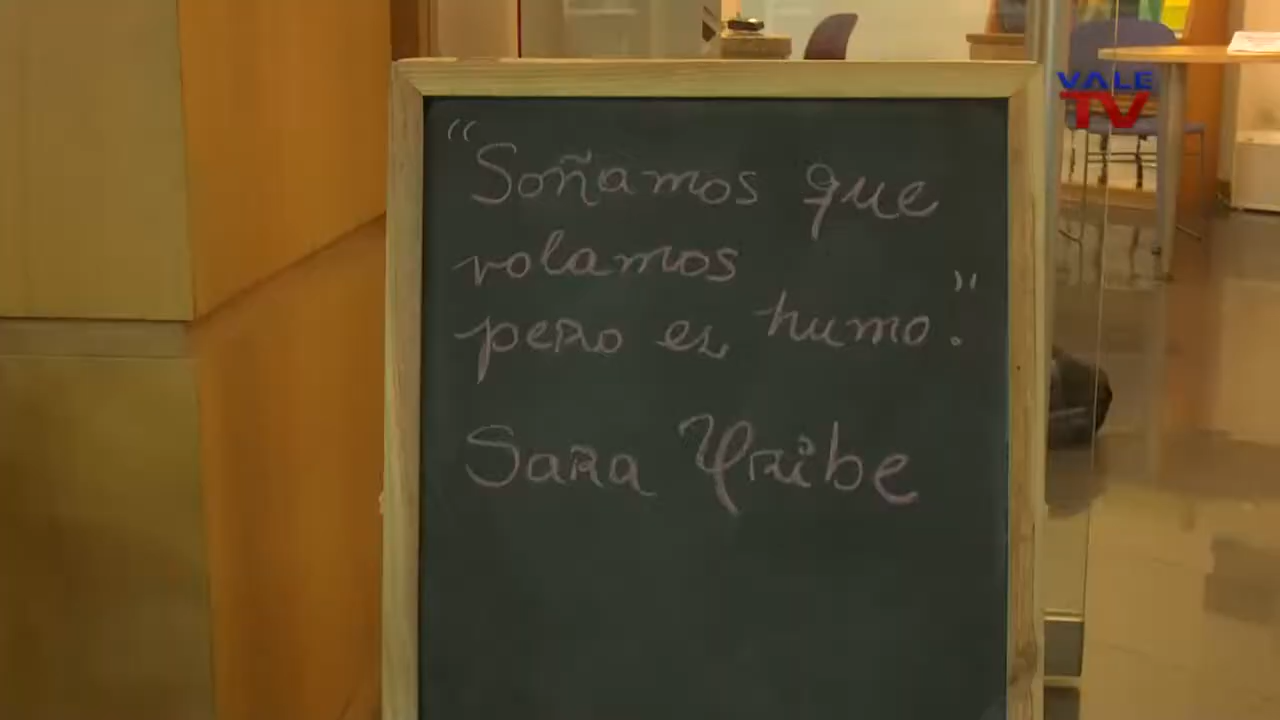 VALE
TV
"Soñamos que
volamos
pero es humo."
Sara Uribe